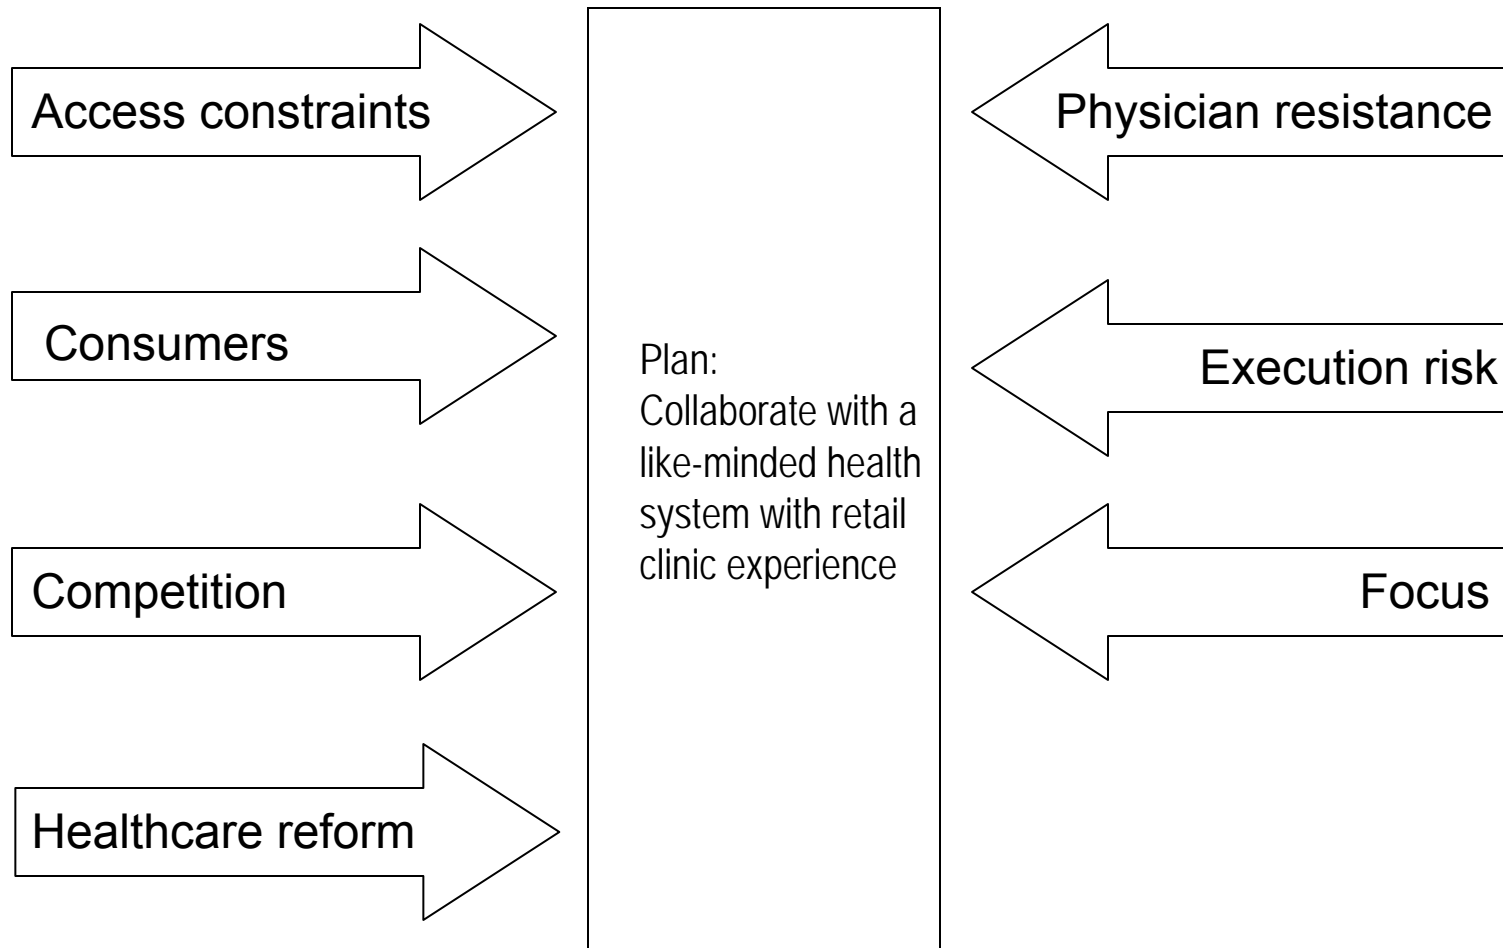 Access constraints
Consumers
Competition
Healthcare reform
Plan:
Collaborate with a
like-minded health
system with retail
clinic experience
Physician resistance
Execution risk
Focus